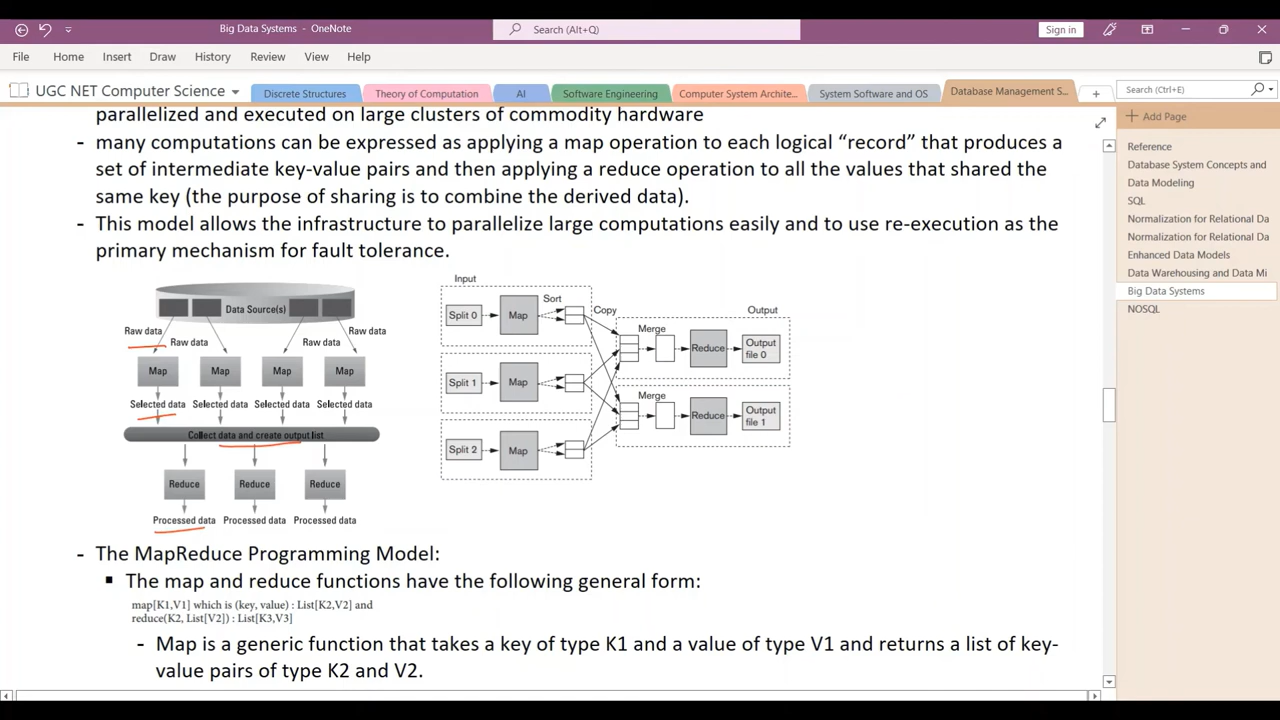 Big Data Systems - OneNote
Search (Alt+Q)
Sign in
File Home Insert Draw History Review View Help
UGC NET Computer Science
Discrete Structures
Theory of Computation
AI
Software Engineering
Computer System Archite...
System Software and OS
Database Management S...
+
Search (Ctrl+E)
Add Page
Reference
Database System Concepts and
Data Modeling
SQL
Normalization for Relational Da
Normalization for Relational Da
Enhanced Data Models
Data Warehousing and Data Mi
Big Data Systems
NOSQL
parallelized and executed on large clusters of commodity hardware
- many computations can be expressed as applying a map operation to each logical “record” that produces a
set of intermediate key-value pairs and then applying a reduce operation to all the values that shared the
same key (the purpose of sharing is to combine the derived data).
- This model allows the infrastructure to parallelize large computations easily and to use re-execution as the
primary mechanism for fault tolerance.
Data Source(s)
Raw data Raw data Raw data Raw data
Map Map Map Map
Selected data Selected data Selected data Selected data
Collect data and create output list
Reduce Reduce Reduce
Processed data Processed data Processed data
Input
Sort
Split 0 Map
Copy
Split 1 Map
Split 2 Map
Output
Merge
Reduce
Output
file 0
Merge
Reduce
Output
file 1
- The MapReduce Programming Model:
▪ The map and reduce functions have the following general form:
map[K1,V1] which is (key, value) : List[K2,V2] and
reduce(K2, List[V2]) : List[K3,V3]
- Map is a generic function that takes a key of type K1 and a value of type V1 and returns a list of key-
value pairs of type K2 and V2.